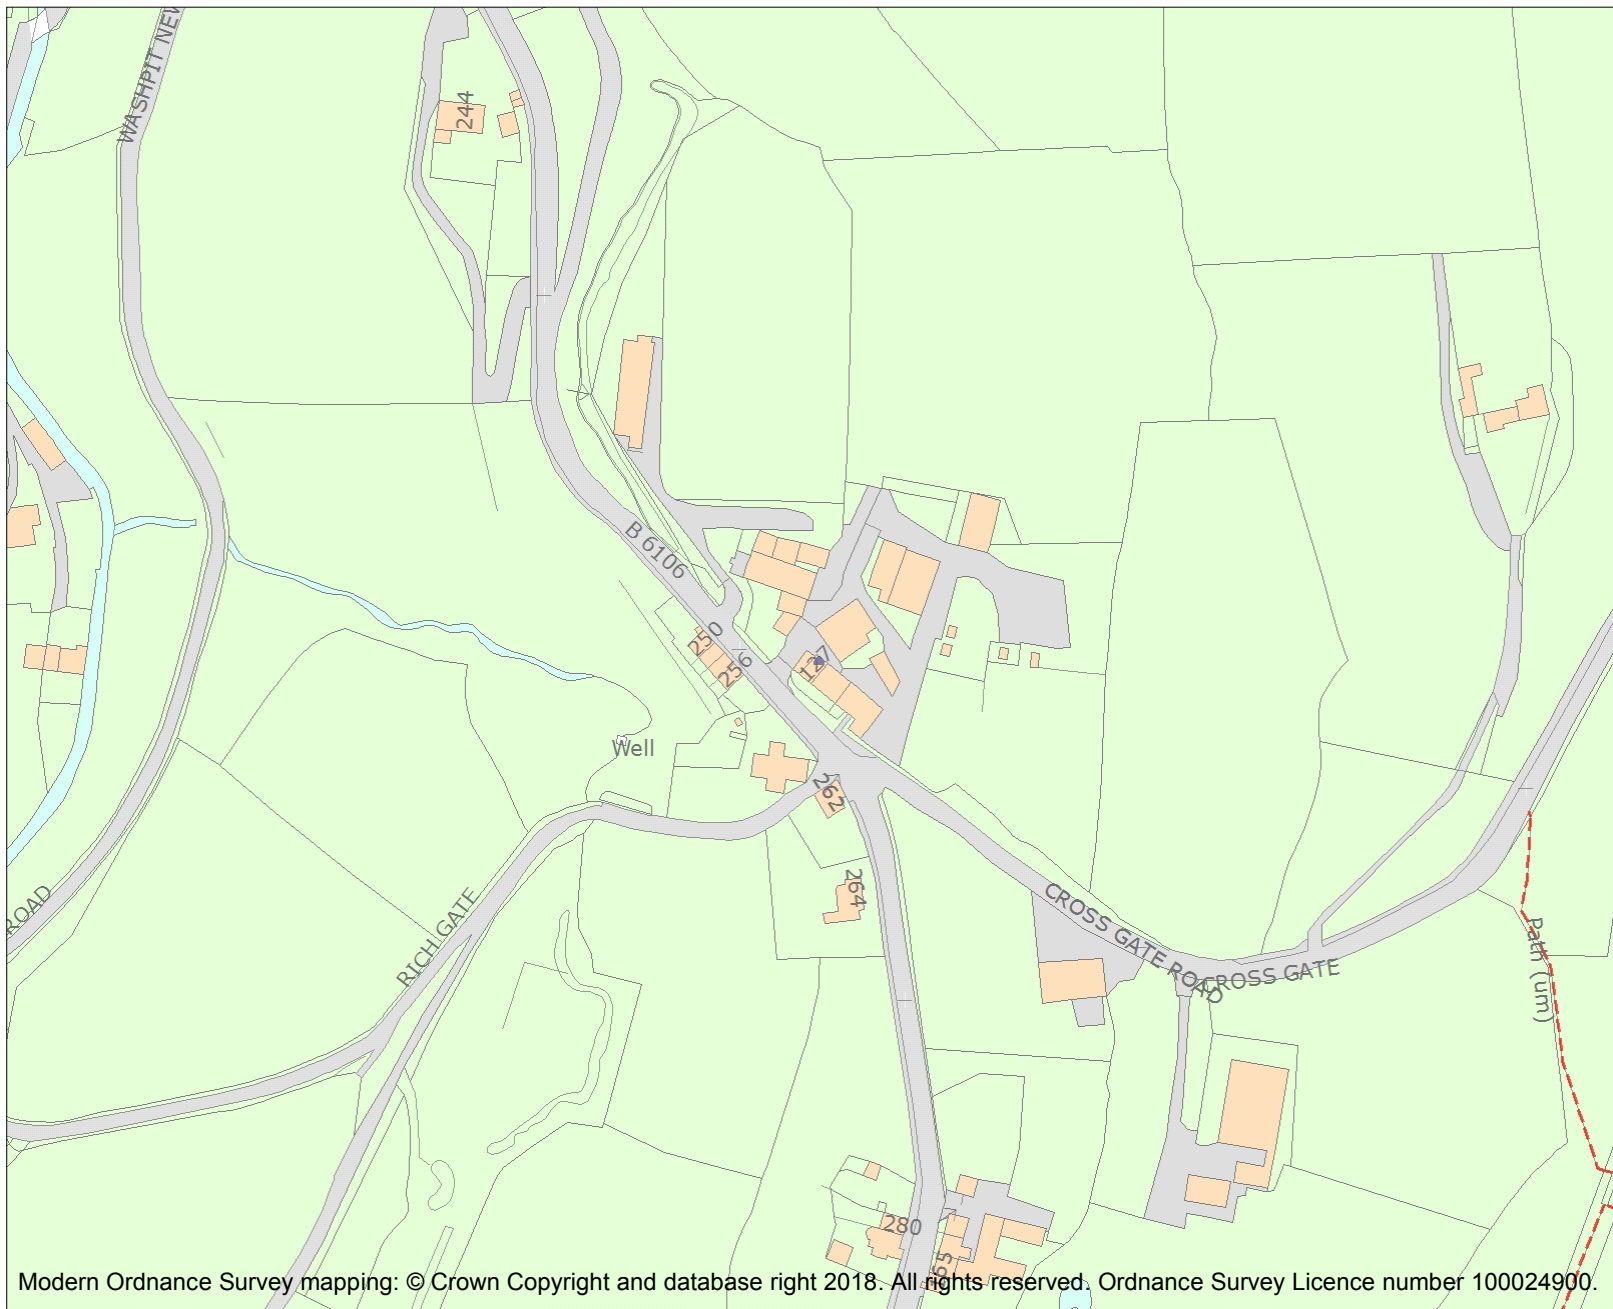 WASHPIT NEW
244
B 6106
250
256
127
Well
262
264
ROAD
RICH GATE
CROSS GATE ROAD
CROSS GATE
Path (um)
280
365
Modern Ordnance Survey mapping: © Crown Copyright and database right 2018. All rights reserved. Ordnance Survey Licence number 100024900.